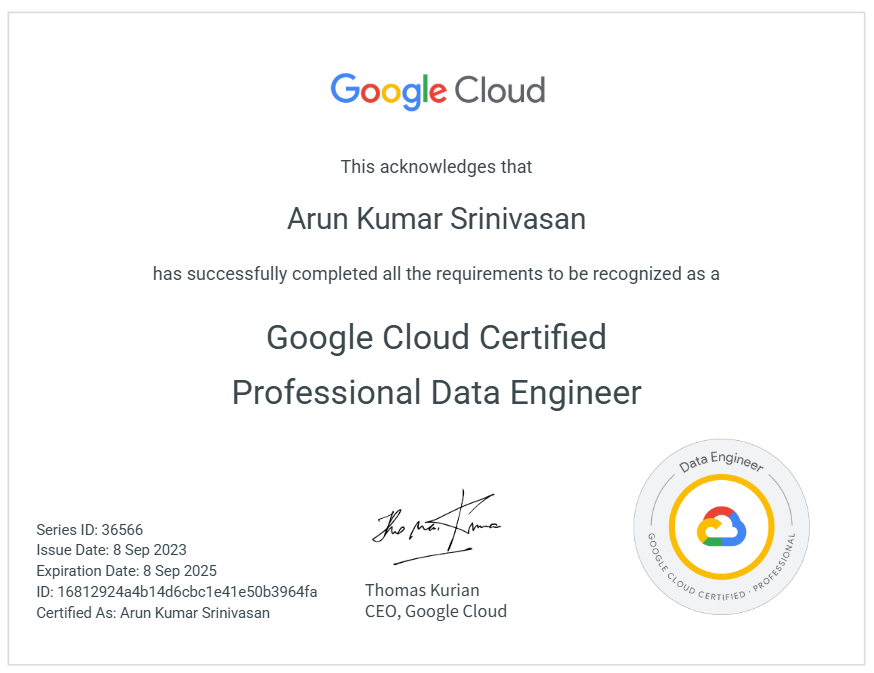 Google Cloud
This acknowledges that
Arun Kumar Srinivasan
has successfully completed all the requirements to be recognized as a
Google Cloud Certified
Professional Data Engineer
Series ID: 36566
Issue Date: 8 Sep 2023
Expiration Date: 8 Sep 2025
ID: 16812924a4b14d6cbc1e41e50b3964fa
Certified As: Arun Kumar Srinivasan
Thomas Kurian
Thomas Kurian
CEO, Google Cloud
Data Engineer
GOOGLE CLOUD CERTIFIED · PROFESSIONAL